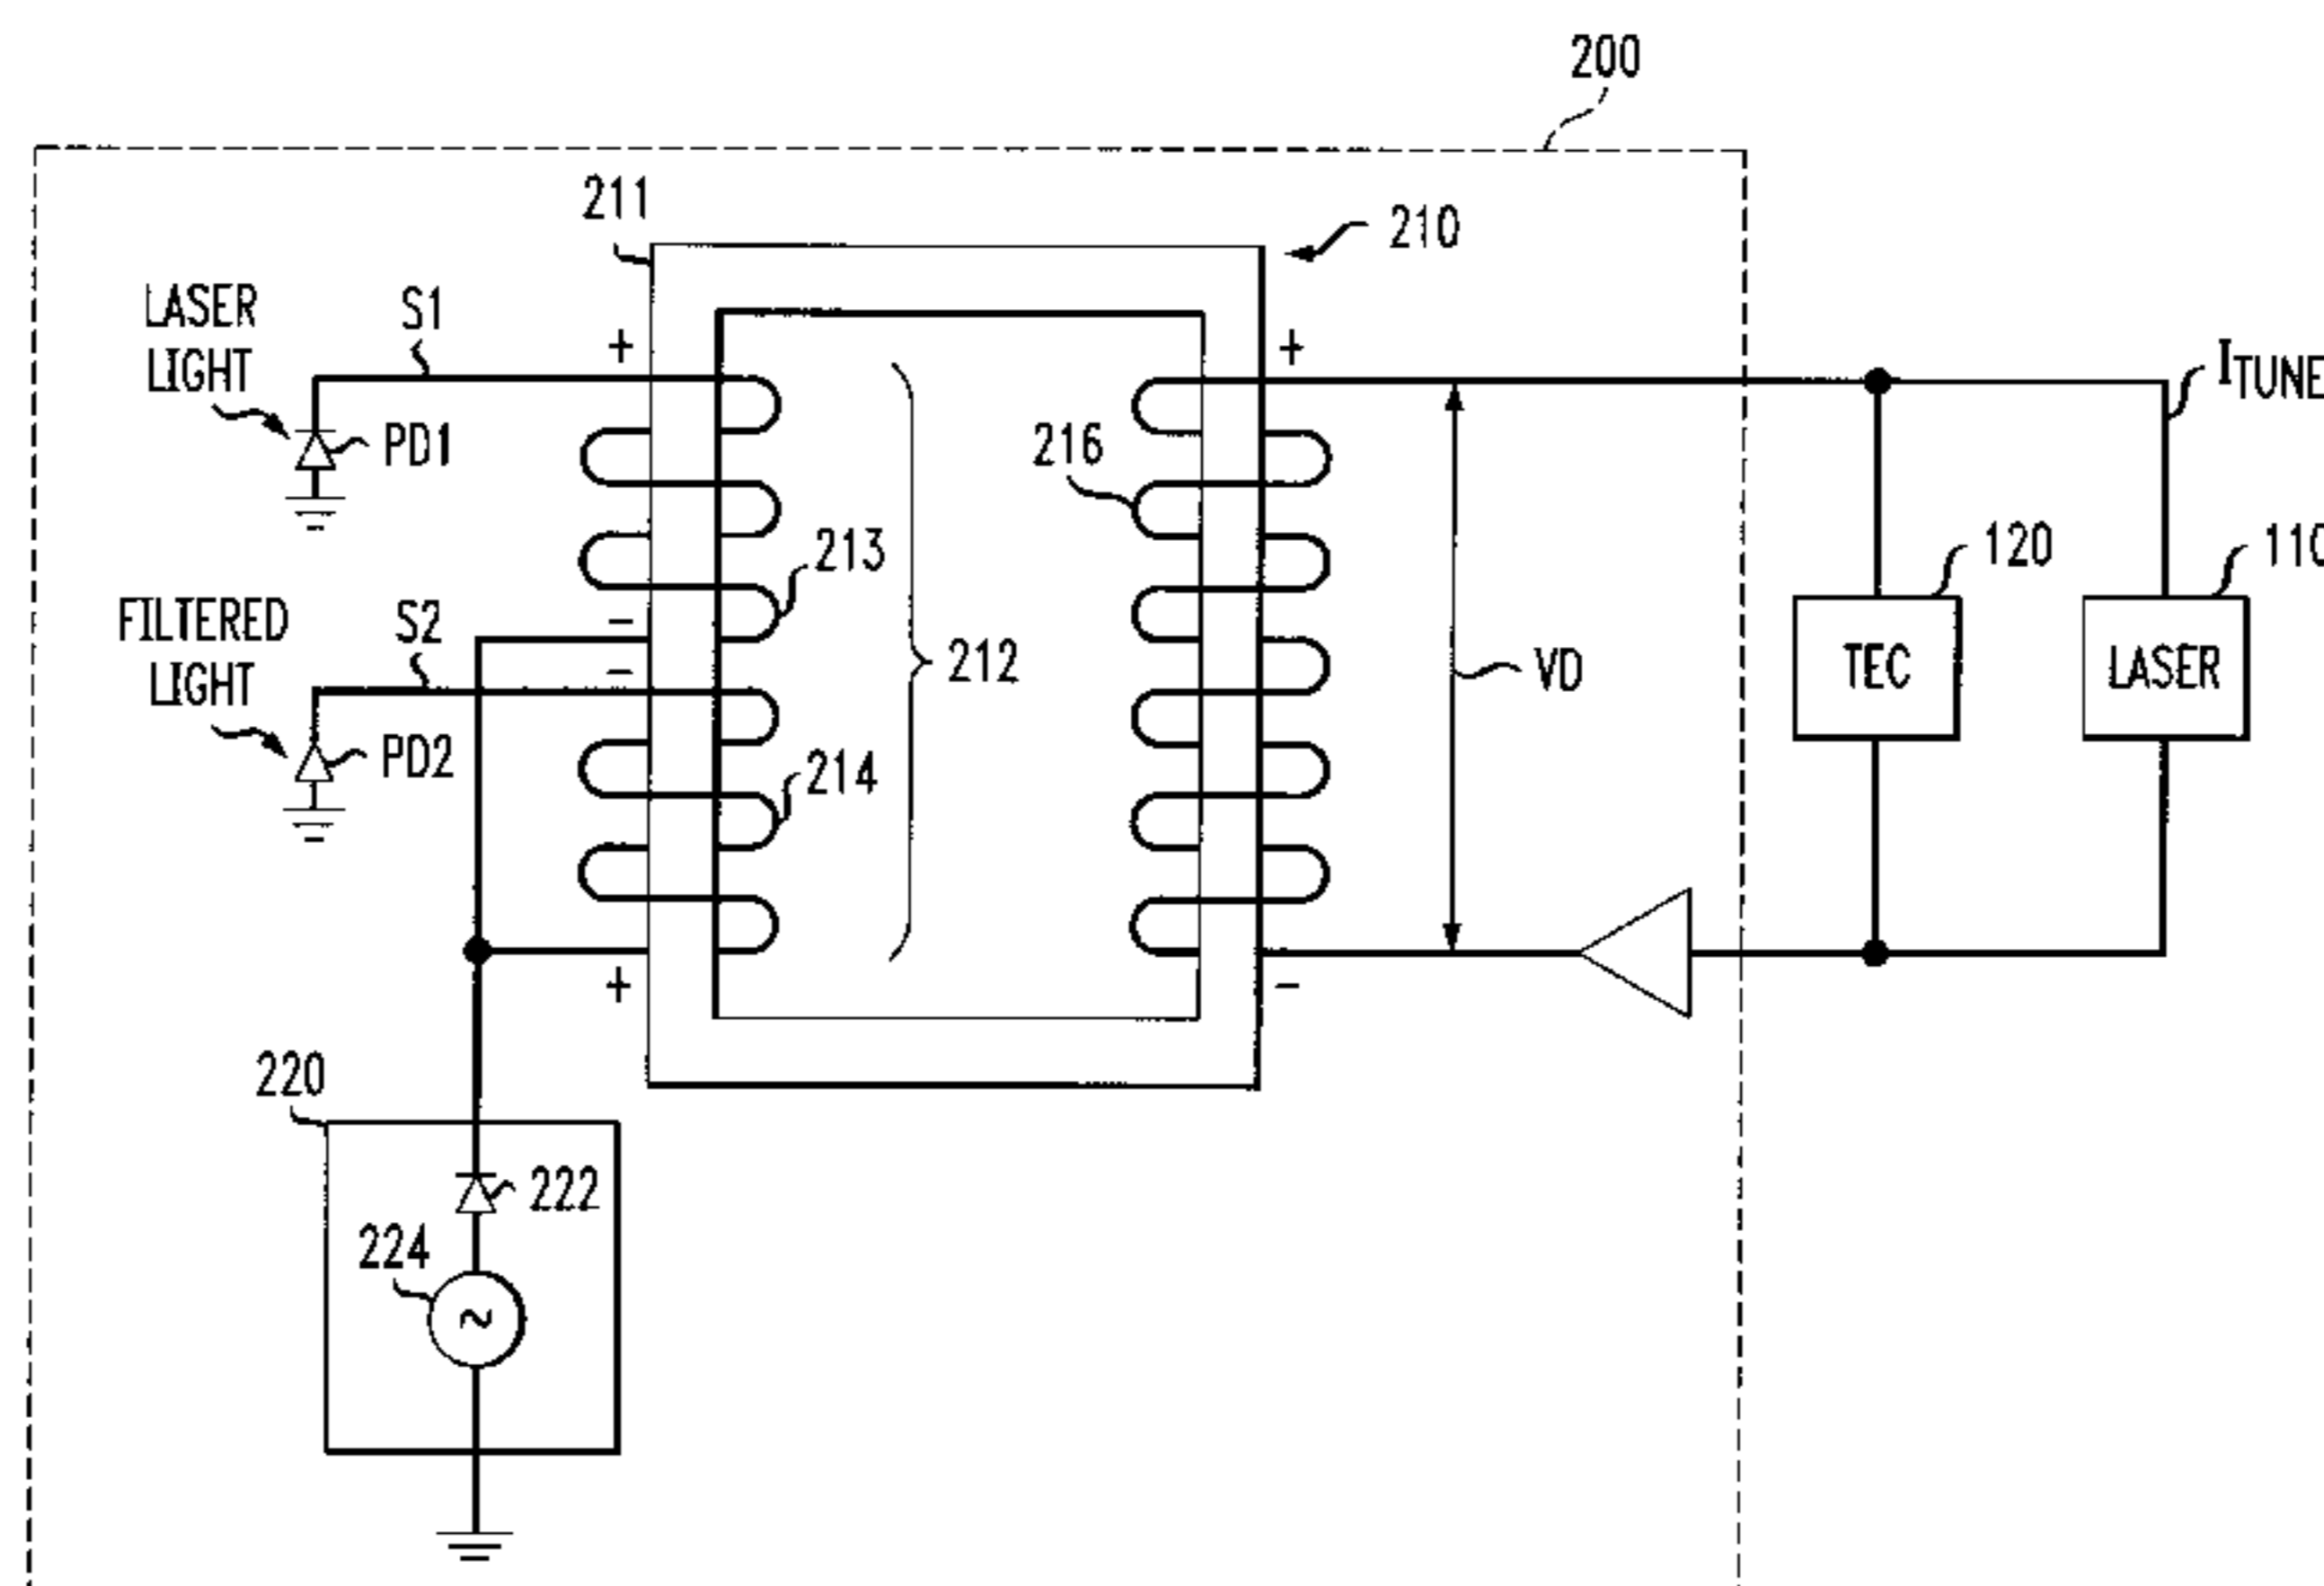 200
211
210
LASER
LIGHT
S1
+
+
ITUNE
PD1
216
213
120
110
FILTERED
LIGHT
S2
-
-
212
VD
TEC
LASER
PD2
214
+
-
220
222
224
~